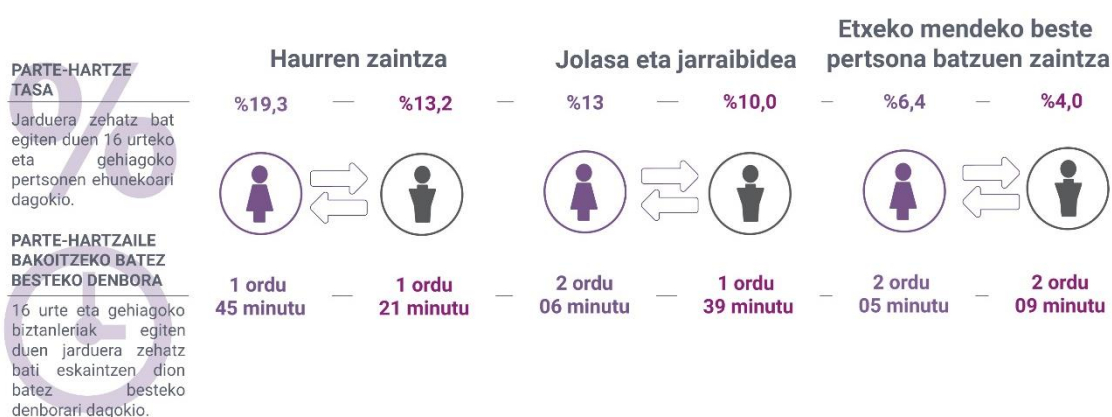 Haurren zaintza
Jolasa eta jarraibidea
Etxeko mendeko beste
pertsona batzuen zaintza
PARTE-HARTZE
TASA
Jarduera zehatz bat
egiten duen 16 urteko
eta gehiagoko
pertsonen ehunekoari
dagokio.
%19,3 — %13,2 — %13 — %10,0 — %6,4 — %4,0
PARTE-HARTZAILE
BAKOITZEKO BATEZ
BESTEKO DENBORA
16 urte eta gehiagoko
biztanleriak egiten
duen jarduera zehatz
bati eskaintzen dion
batez besteko
denborari dagokio.
1 ordu
45 minutu
1 ordu
21 minutu
2 ordu
06 minutu
1 ordu
39 minutu
2 ordu
05 minutu
2 ordu
09 minutu